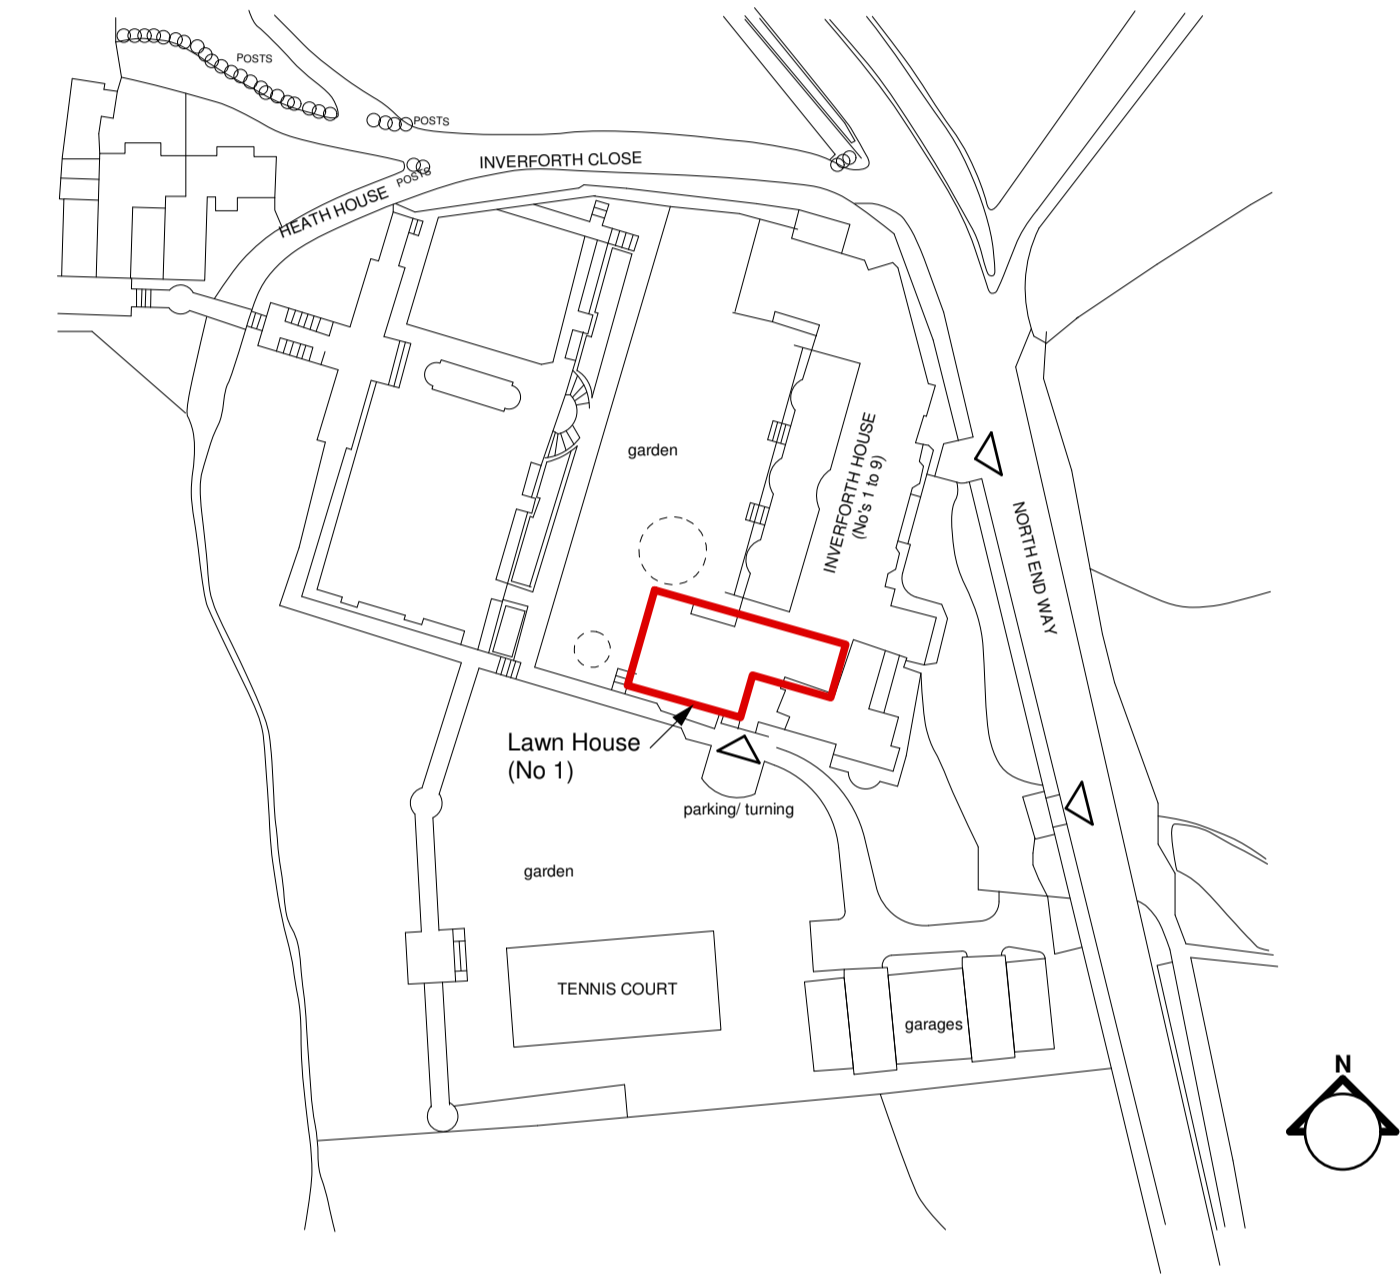 POSTS
POSTS
INVERFORTH CLOSE
POSTS
HEATH HOUSE
garden
INVERFORTH HOUSE
(No's 1 to 9)
NORTH END WAY
Lawn House
(No 1)
parking/ turning
garden
TENNIS COURT
garages
N